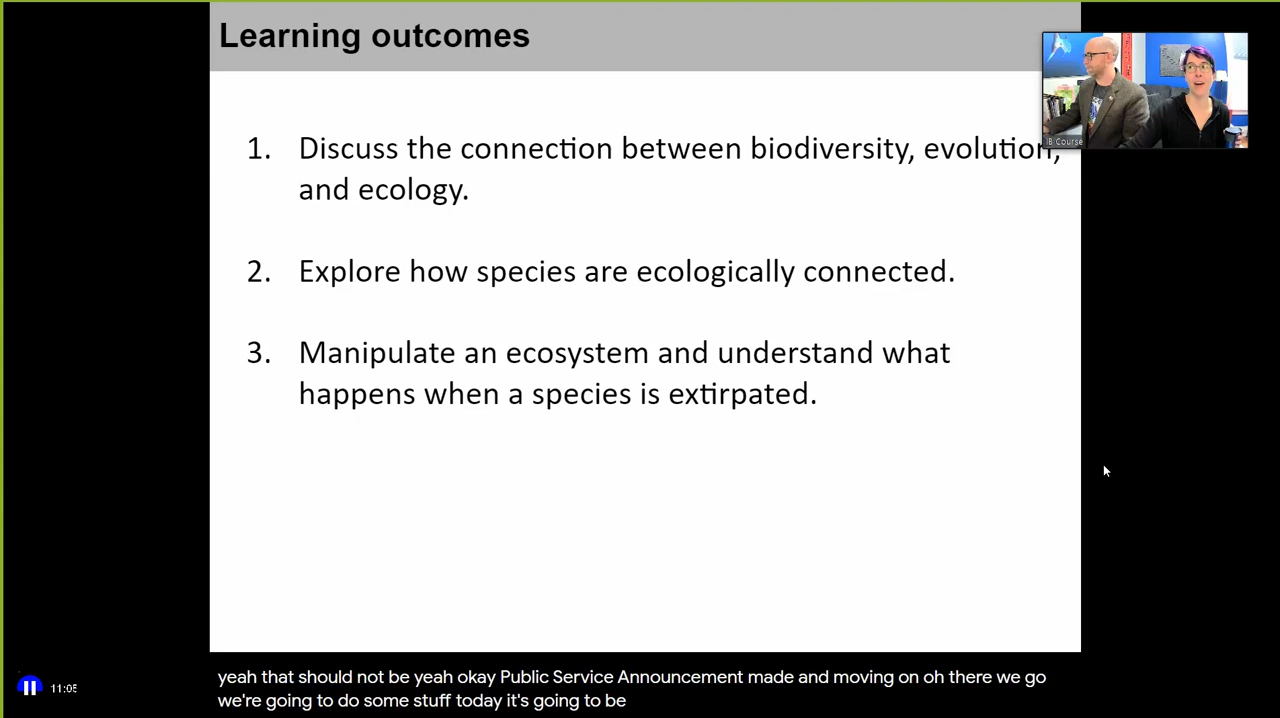 Learning outcomes
1. Discuss the connection between biodiversity, evolution,
and ecology.
2. Explore how species are ecologically connected.
3. Manipulate an ecosystem and understand what
happens when a species is extirpated.
IB Course
yeah that should not be yeah okay Public Service Announcement made and moving on oh there we go
we're going to do some stuff today it's going to be
11:05